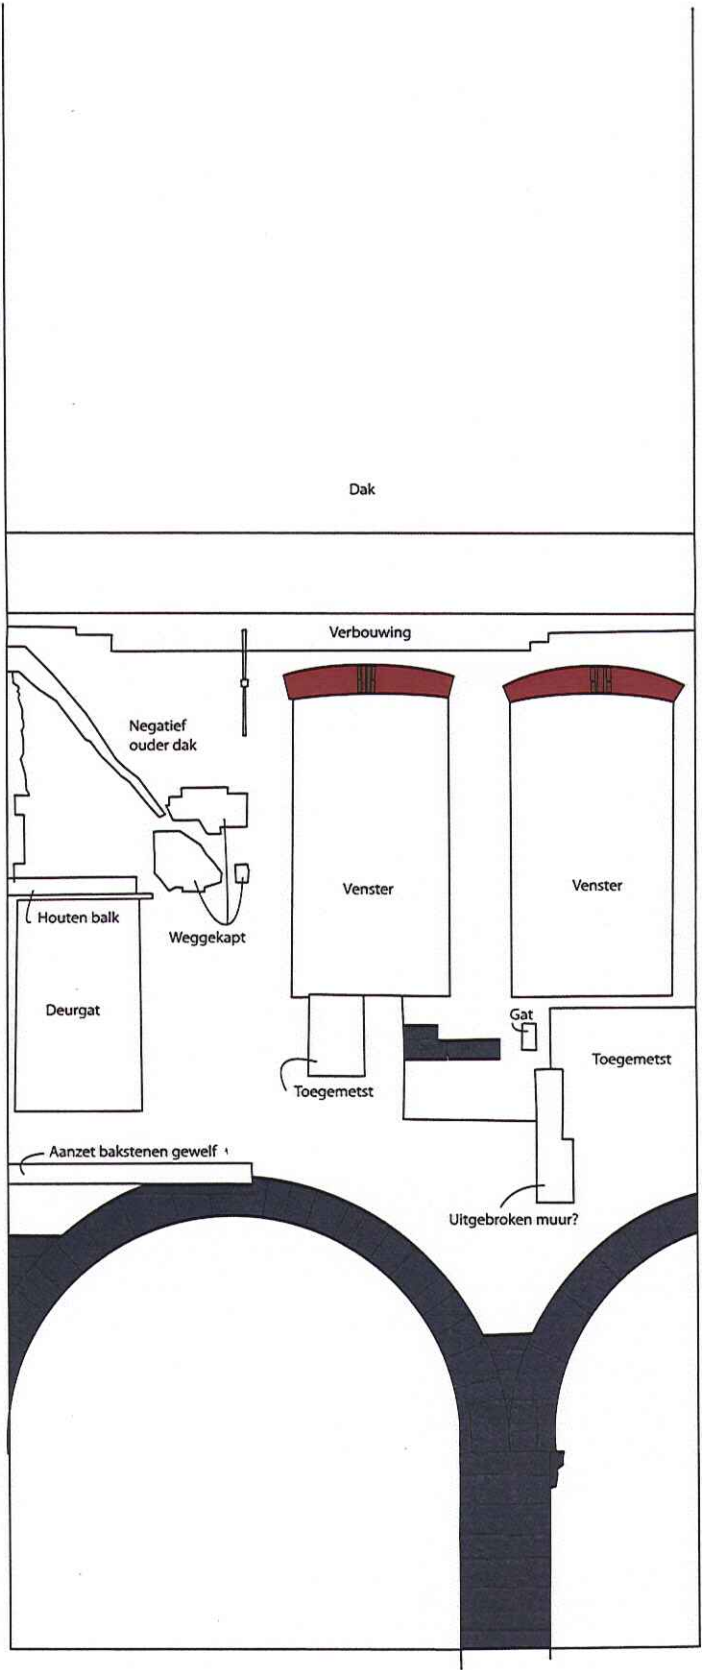 Dak
Verbouwing
Negatief
ouder dak
Venster
Venster
Houten balk
Weggekapt
Deurgat
Gat
Toegemetst
Toegemetst
Aanzet bakstenen gewelf
Uitgebroken muur?